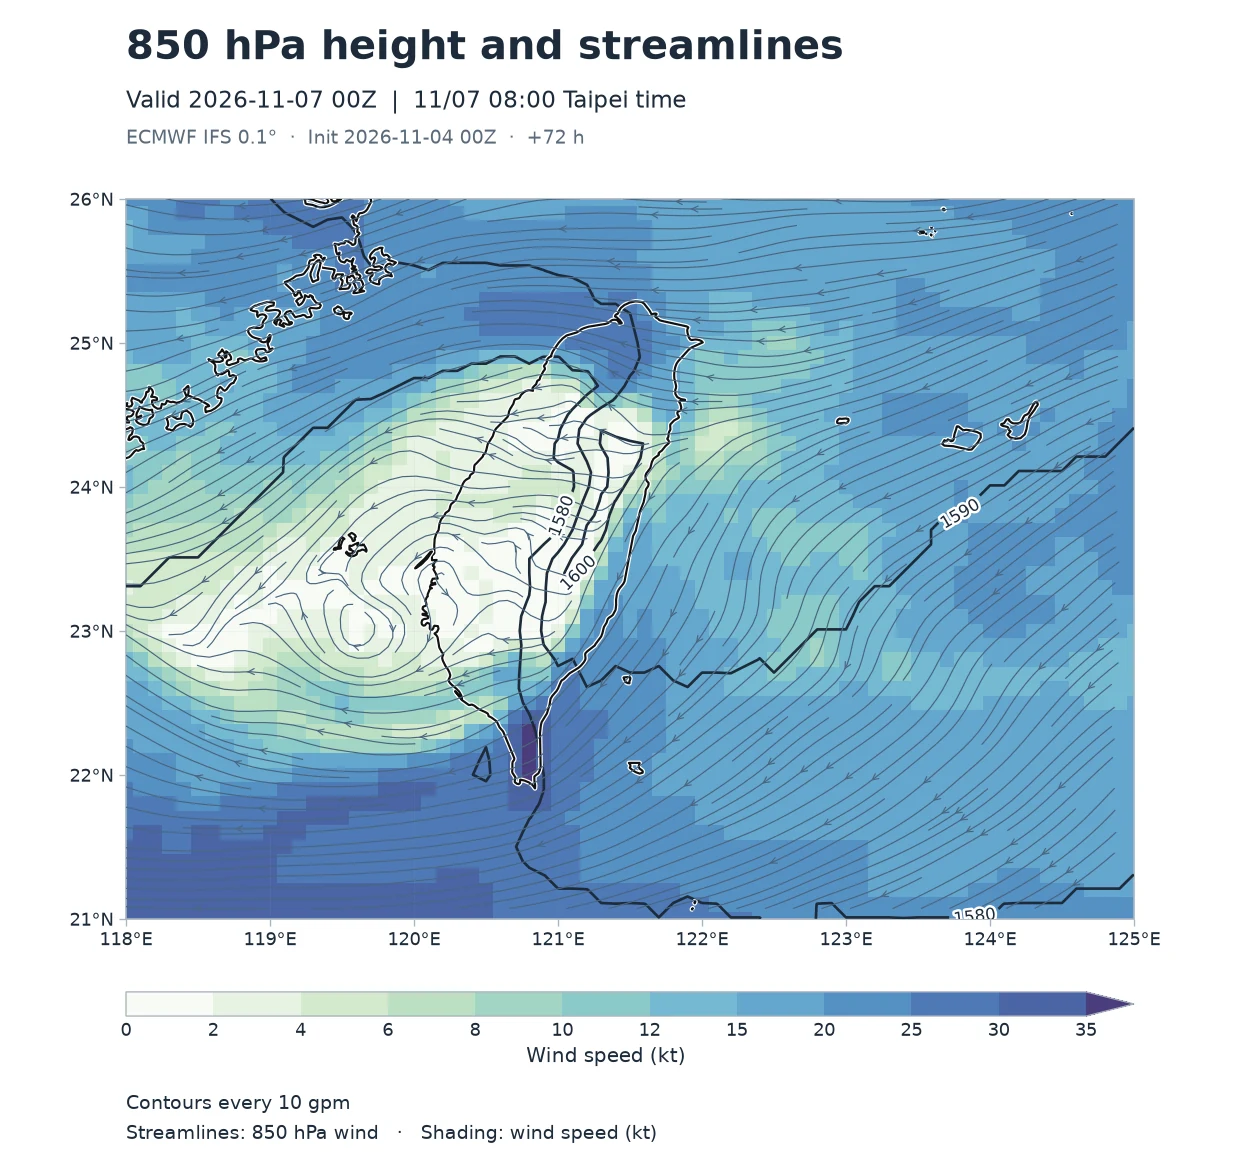 850 hPa height and streamlines
Valid 2026-11-07 00Z | 11/07 08:00 Taipei time
ECMWF IFS 0.1° · Init 2026-11-04 00Z · +72 h
26°N
25°N
24°N
23°N
22°N
21°N
1580
1590
1600
1580
118°E 119°E 120°E 121°E 122°E 123°E 124°E 125°E
0 2 4 6 8 10 12 15 20 25 30 35
Wind speed (kt)
Contours every 10 gpm
Streamlines: 850 hPa wind · Shading: wind speed (kt)